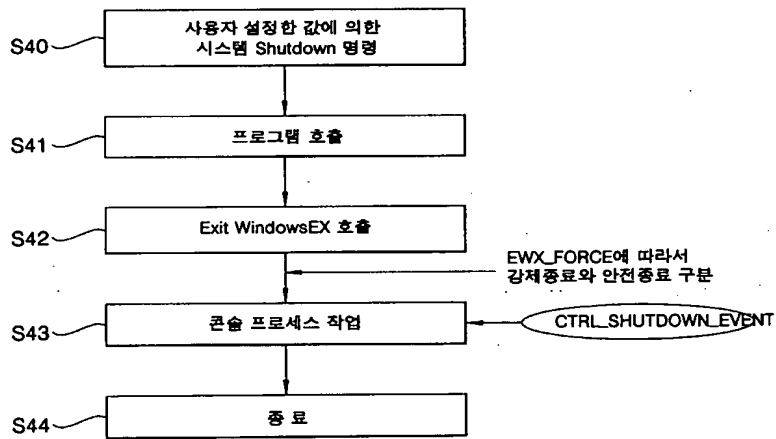 S40
사용자 설정한 값에 의한
시스템 Shutdown 명령
S41
프로그램 호출
S42
Exit WindowsEX 호출
EWX_FORCE에 따라서
강제종료와 안전종료 구분
S43
콘솔 프로세스 작업
CTRL_SHUTDOWN_EVENT
S44
종 료